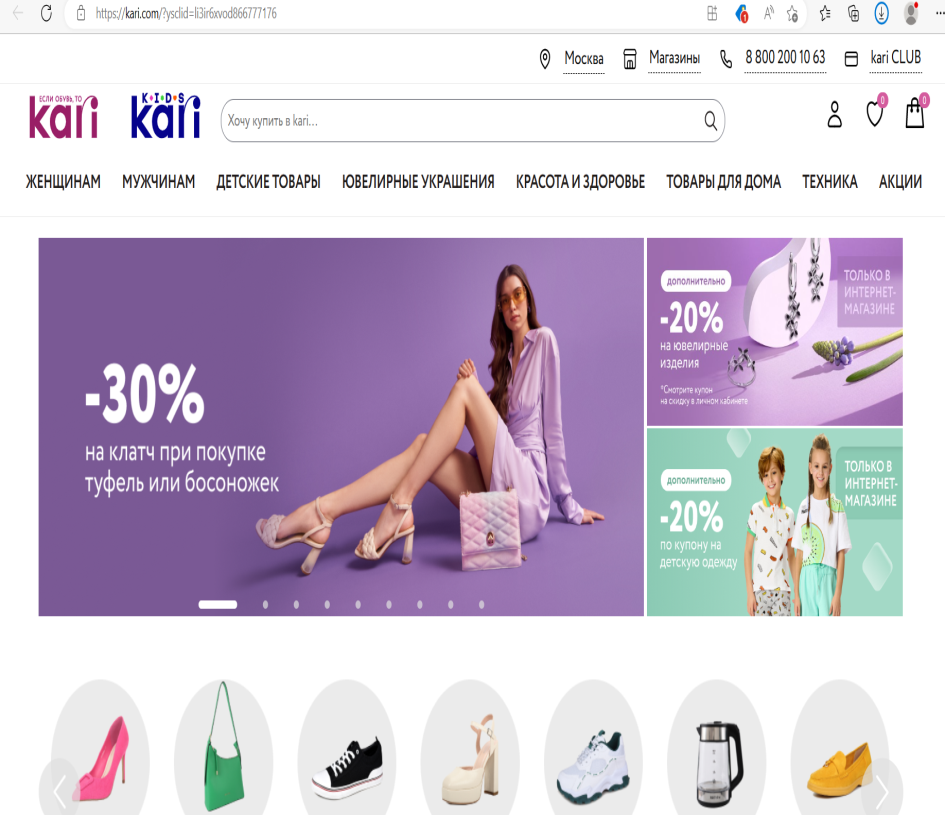 https://kari.com/?ysclid=li3ir6xvod866777176
1
Москва
Магазины
8 800 200 10 63
kari CLUB
ЕСЛИ ОБУВЬ, ТО
kari
KIDS
kari
Хочу купить в kari...
0
0
ЖЕНЩИНАМ
МУЖЧИНАМ
ДЕТСКИЕ ТОВАРЫ
ЮВЕЛИРНЫЕ УКРАШЕНИЯ
КРАСОТА И ЗДОРОВЬЕ
ТОВАРЫ ДЛЯ ДОМА
ТЕХНИКА
АКЦИИ
-30%
на клатч при покупке
туфель или босоножек
дополнительно
-20%
на ювелирные
изделия
*Смотрите купон
на скидку в личном кабинете
ТОЛЬКО В
ИНТЕРНЕТ-
МАГАЗИНЕ
дополнительно
-20%
по купону на
детскую одежду
ТОЛЬКО В
ИНТЕРНЕТ-
МАГАЗИНЕ